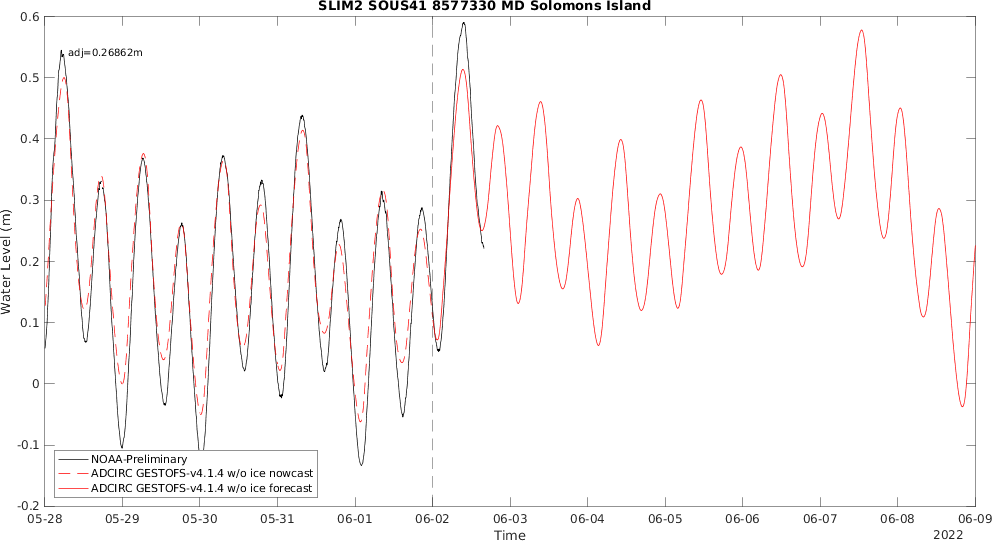 SLIM2 SOUS41 8577330 MD Solomons Island
adj=0.26862m
Water Level (m)
0.6
0.5
0.4
0.3
0.2
0.1
0
-0.1
-0.2
NOAA-Preliminary
ADCIRC GESTOFS-v4.1.4 w/o ice nowcast
ADCIRC GESTOFS-v4.1.4 w/o ice forecast
05-28 05-29 05-30 05-31 06-01 06-02 06-03 06-04 06-05 06-06 06-07 06-08 06-09
Time
2022